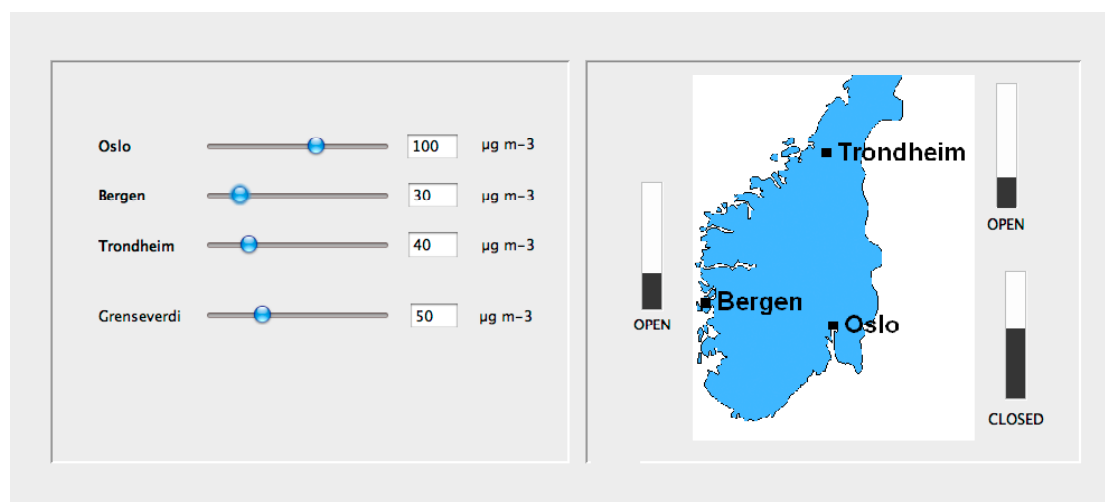 Oslo 100 µg m-3
Bergen 30 µg m-3
Trondheim 40 µg m-3
Grenseverdi 50 µg m-3
Trondheim
OPEN
Bergen
OPEN
Oslo
CLOSED